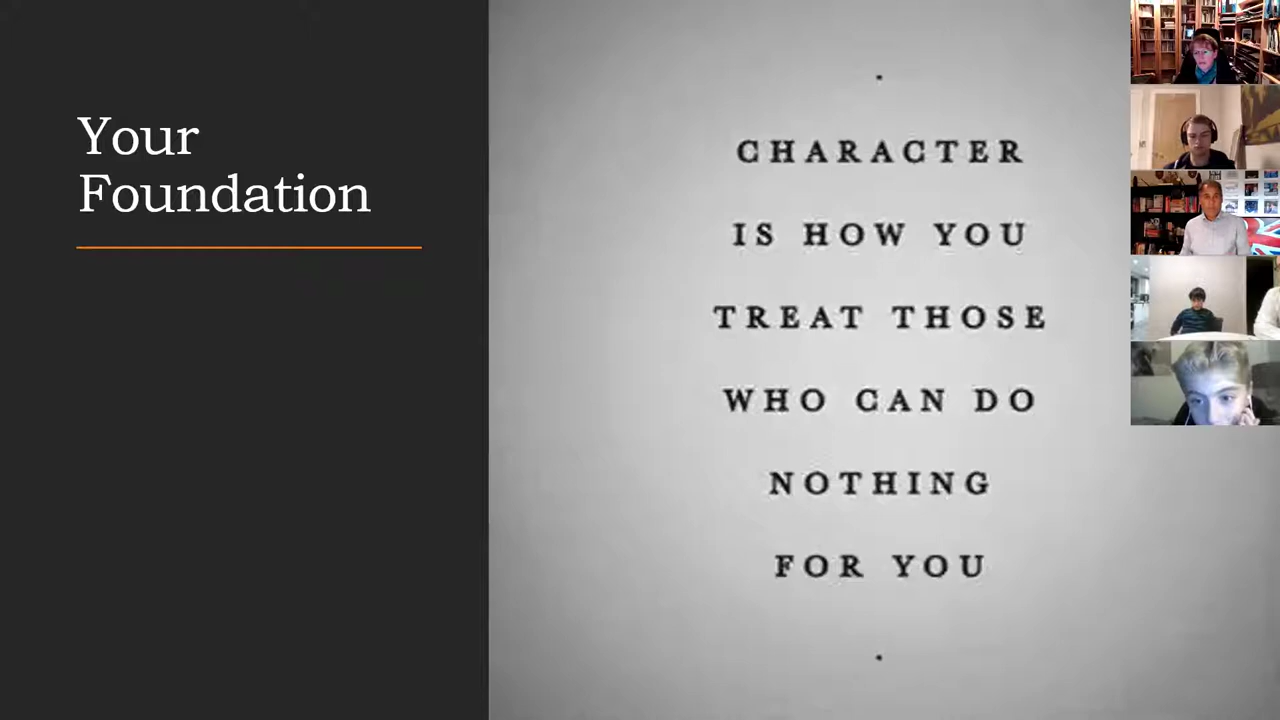 Your
Foundation
CHARACTER
IS HOW YOU
TREAT THOSE
WHO CAN DO
NOTHING
FOR YOU